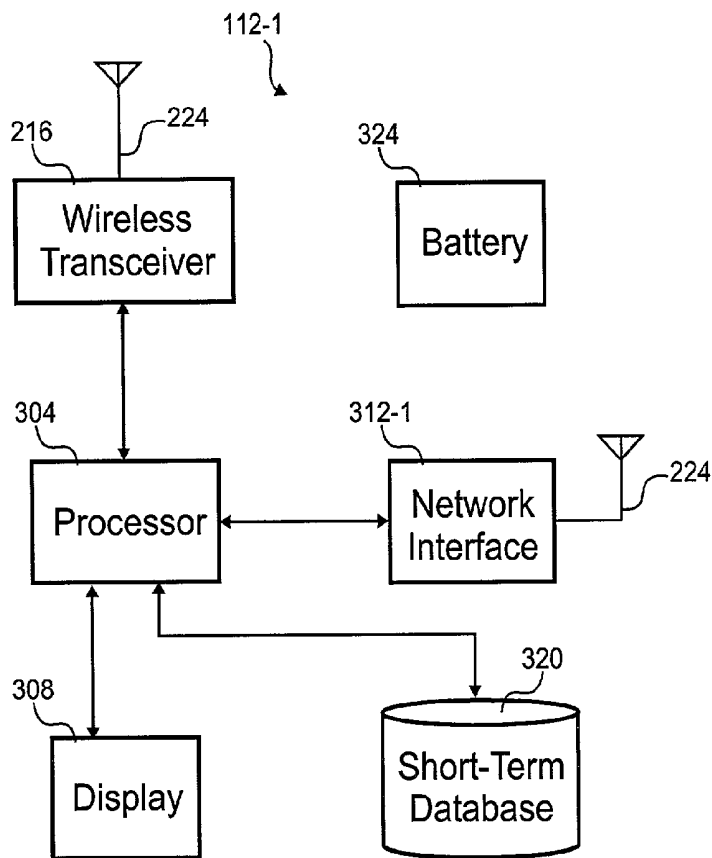 112-1
224
216
324
Wireless
Transceiver
Battery
304
312-1
224
Processor
Network
Interface
308
320
Display
Short-Term
Database